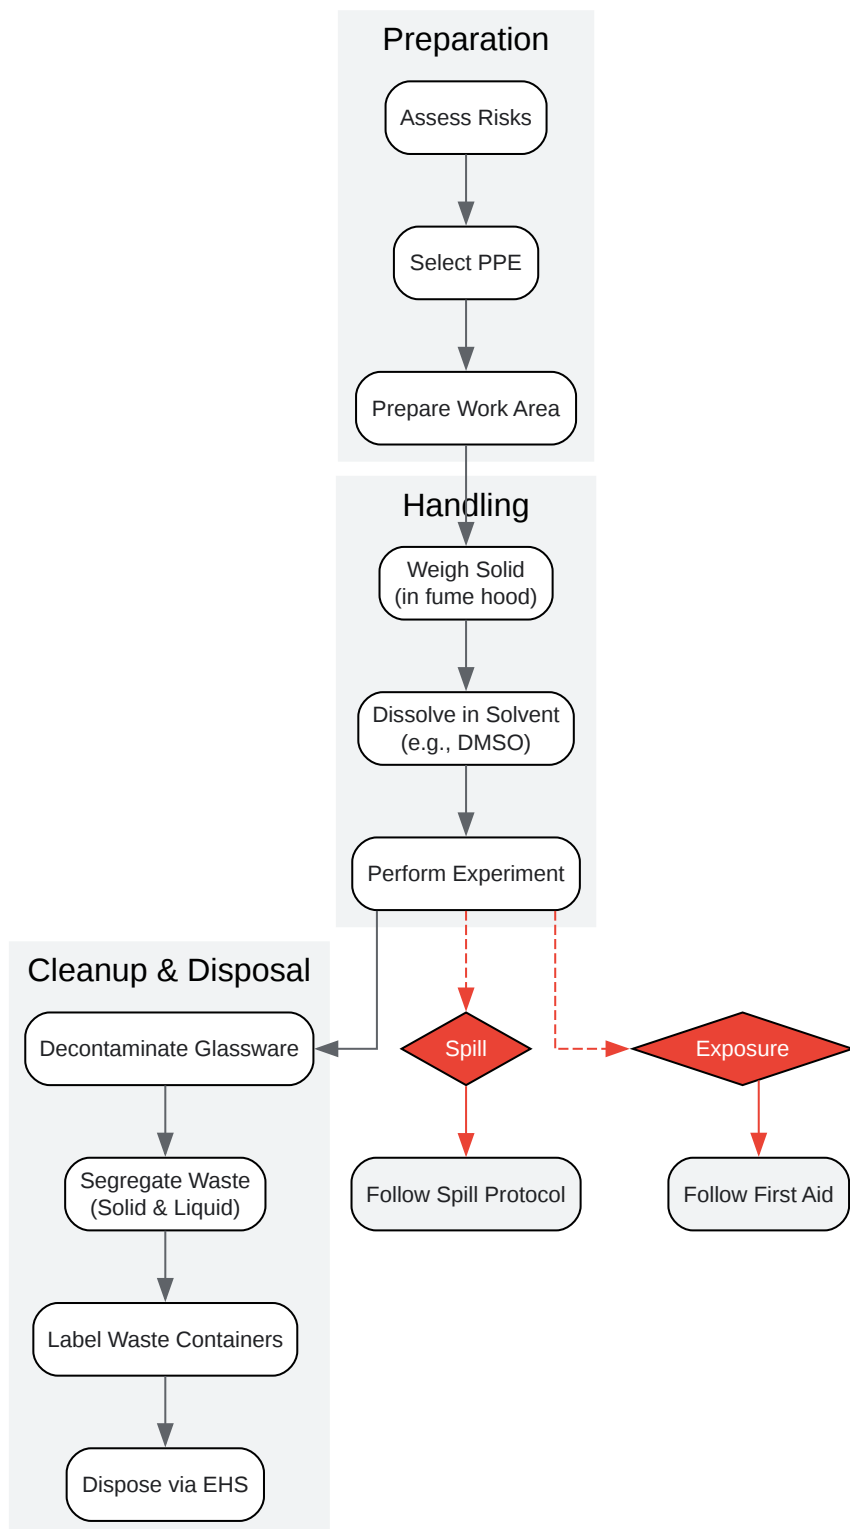 Preparation
Assess Risks
Select PPE
Prepare Work Area
Handling
Weigh Solid
(in fume hood)
Dissolve in Solvent
(e.g., DMSO)
Perform Experiment
Cleanup & Disposal
Decontaminate Glassware
Spill
Exposure
Segregate Waste
(Solid & Liquid)
Follow Spill Protocol
Follow First Aid
Label Waste Containers
Dispose via EHS